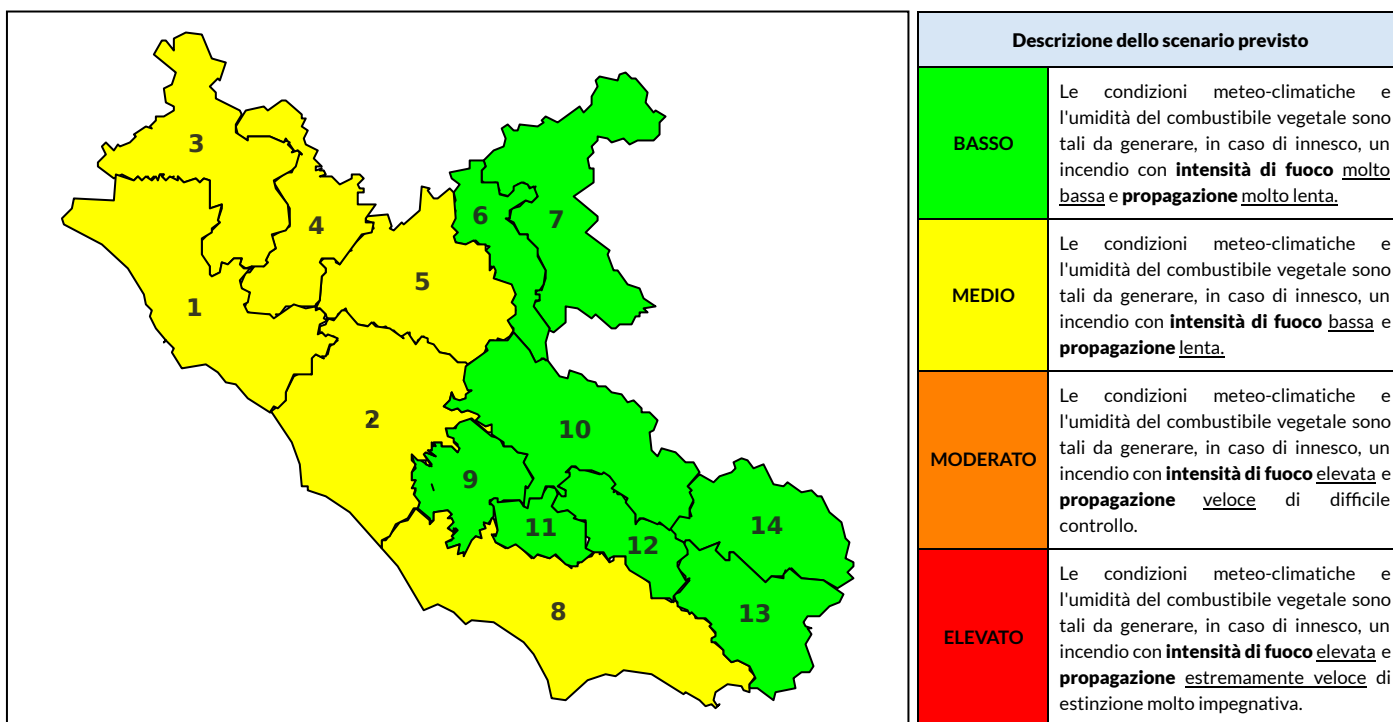 3
4
6
7
5
1
2
10
9
11
14
12
8
13
Descrizione dello scenario previsto
BASSO
Le condizioni meteo-climatiche e
l'umidità del combustibile vegetale sono
tali da generare, in caso di innesco, un
incendio con intensità di fuoco molto
bassa e propagazione molto lenta.
MEDIO
Le condizioni meteo-climatiche e
l'umidità del combustibile vegetale sono
tali da generare, in caso di innesco, un
incendio con intensità di fuoco bassa e
propagazione lenta.
MODERATO
Le condizioni meteo-climatiche e
l'umidità del combustibile vegetale sono
tali da generare, in caso di innesco, un
incendio con intensità di fuoco elevata e
propagazione veloce di difficile
controllo.
ELEVATO
Le condizioni meteo-climatiche e
l'umidità del combustibile vegetale sono
tali da generare, in caso di innesco, un
incendio con intensità di fuoco elevata e
propagazione estremamente veloce di
estinzione molto impegnativa.